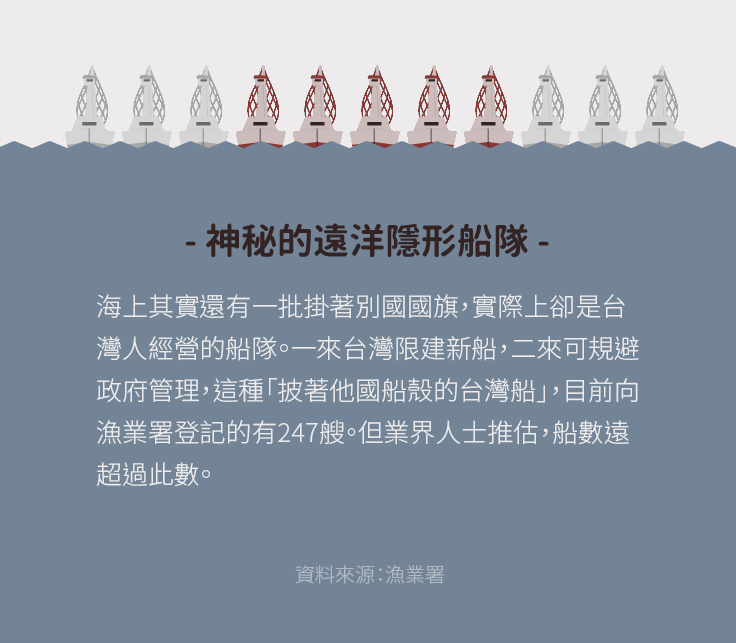 - 神秘的遠洋隱形船隊 -
海上其實還有一批掛著別國國旗，實際上卻是台
灣人經營的船隊。一來台灣限建新船，二來可規避
政府管理，這種「披著他國船殼的台灣船」，目前向
漁業署登記的有247艘。但業界人士推估，船數遠
超過此數。
資料來源：漁業署